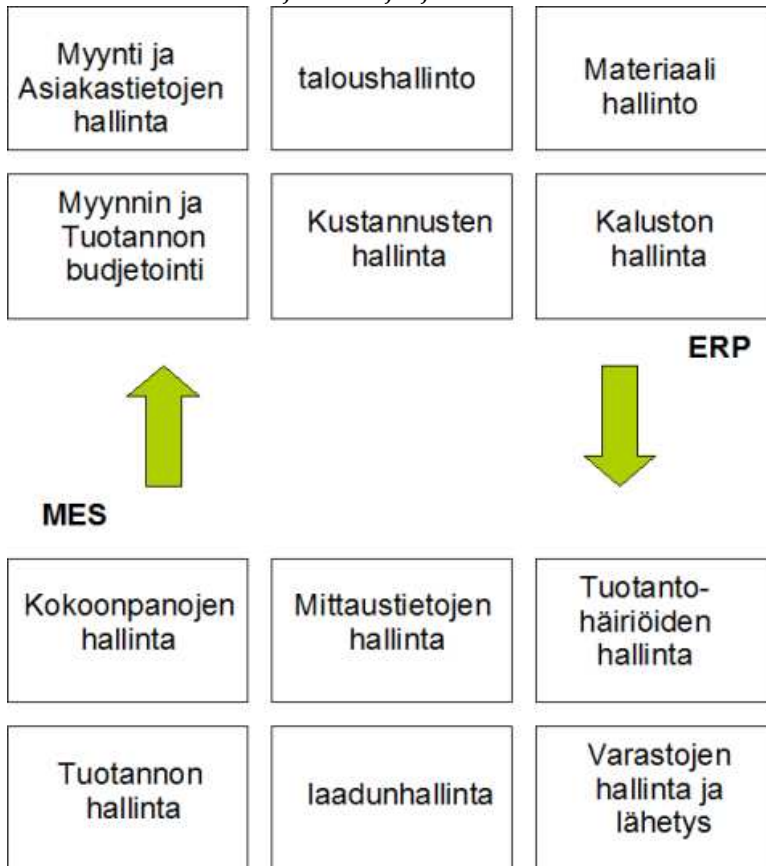 Myynti ja
Asiakastietojen
hallinta
taloushallinto
Materiaali
hallinto
Myynnin ja
Tuotannon
budjetointi
Kustannusten
hallinta
Kaluston
hallinta
ERP
MES
Kokoonpanojen
hallinta
Mittaustietojen
hallinta
Tuotanto-
häiriöiden
hallinta
Tuotannon
hallinta
laadunhallinta
Varastojen
hallinta ja
lähetys